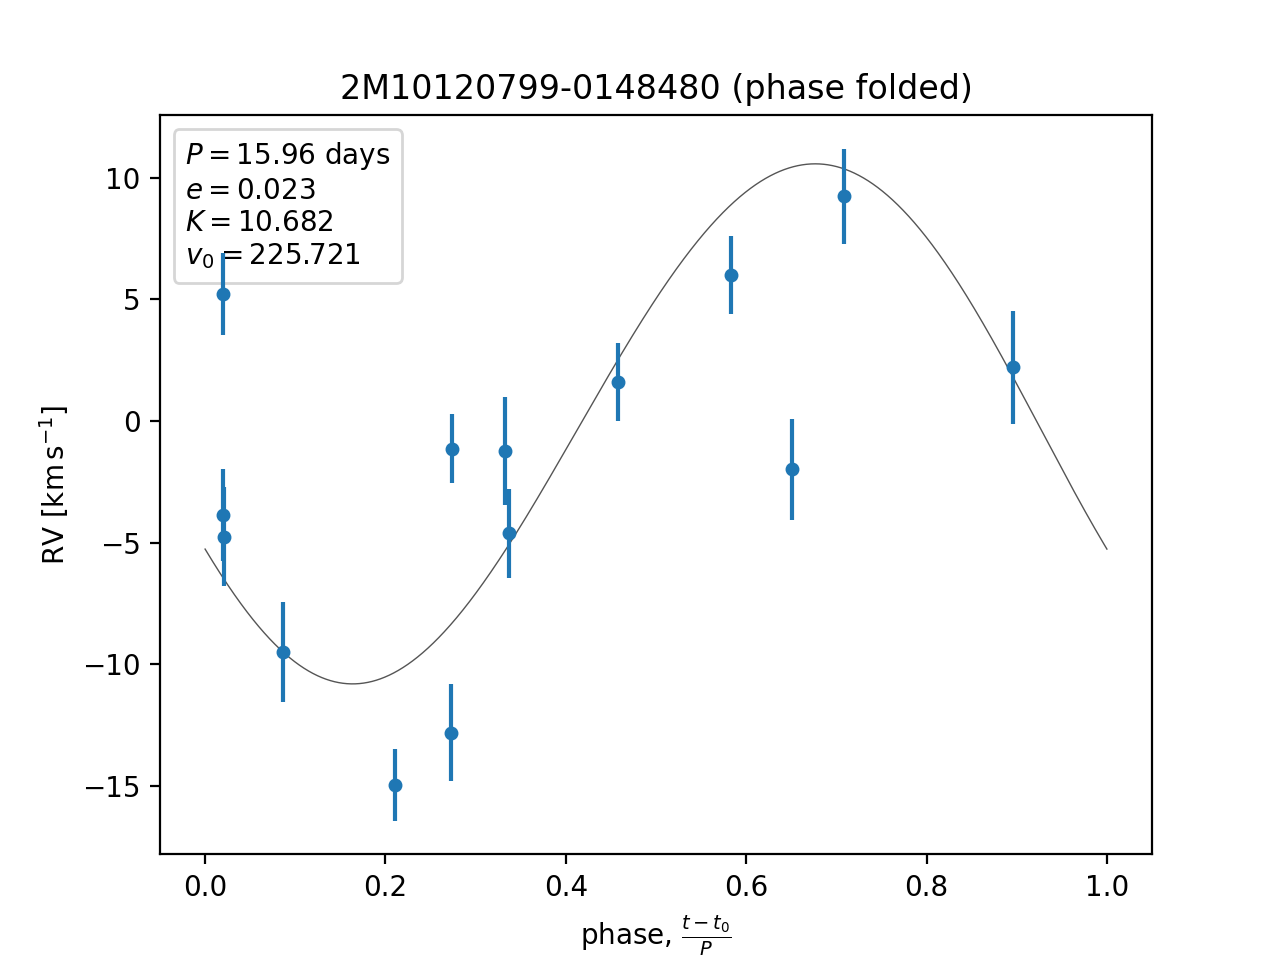 2M10120799-0148480 (phase folded)
P = 15.96 days
e = 0.023
K = 10.682
v₀ = 225.721
10
5
0
−5
−10
−15
RV [km s⁻¹]
0.0 0.2 0.4 0.6 0.8 1.0
phase, (t − t₀)/P